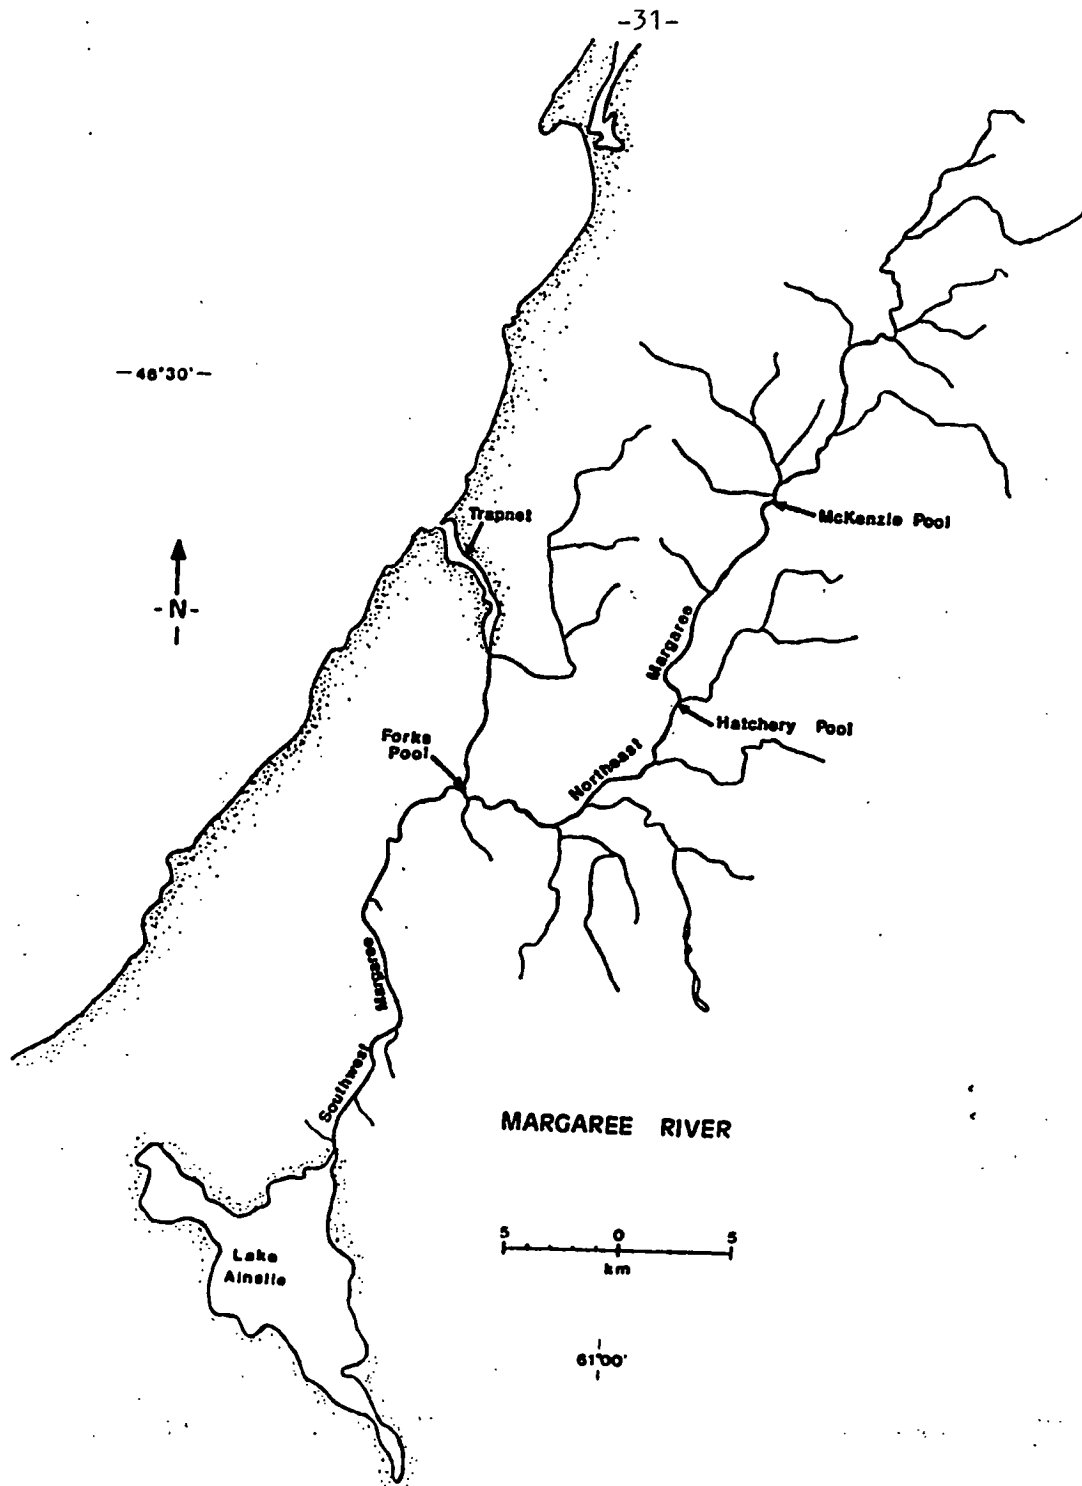 -31-
46°30'
Trapnet
McKenzie Pool
-N-
Margaree
Hatchery Pool
Forks
Pool
Northeast
Margaree
Southwest
MARGAREE RIVER
5 0 5
km
Lake
Ainslie
61°00'